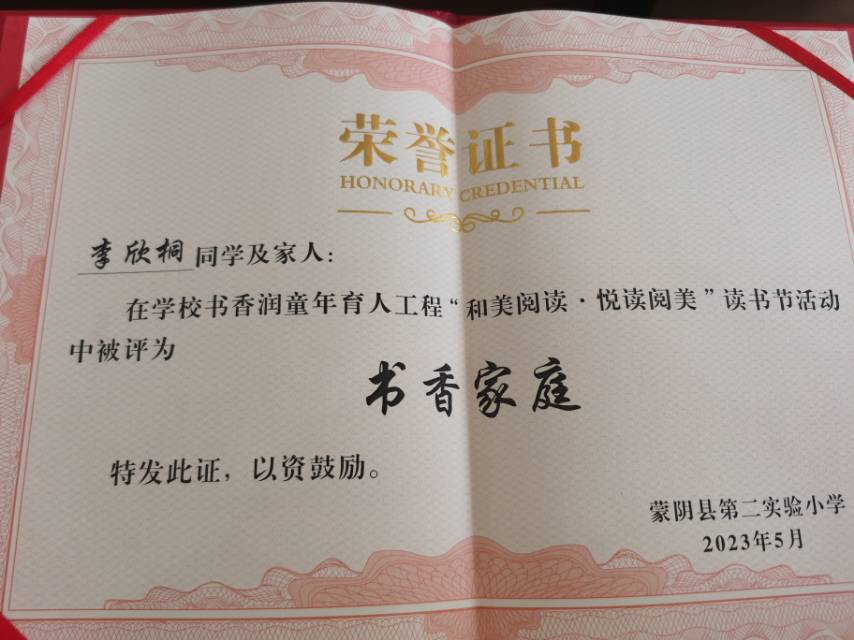 荣誉证书
HONORARY CREDENTIAL
李欣桐同学及家人：
在学校书香润童年育人工程“和美阅读·悦读阅美”读书节活动
中被评为
书香家庭
特发此证，以资鼓励。
蒙阴县第二实验小学
2023年5月